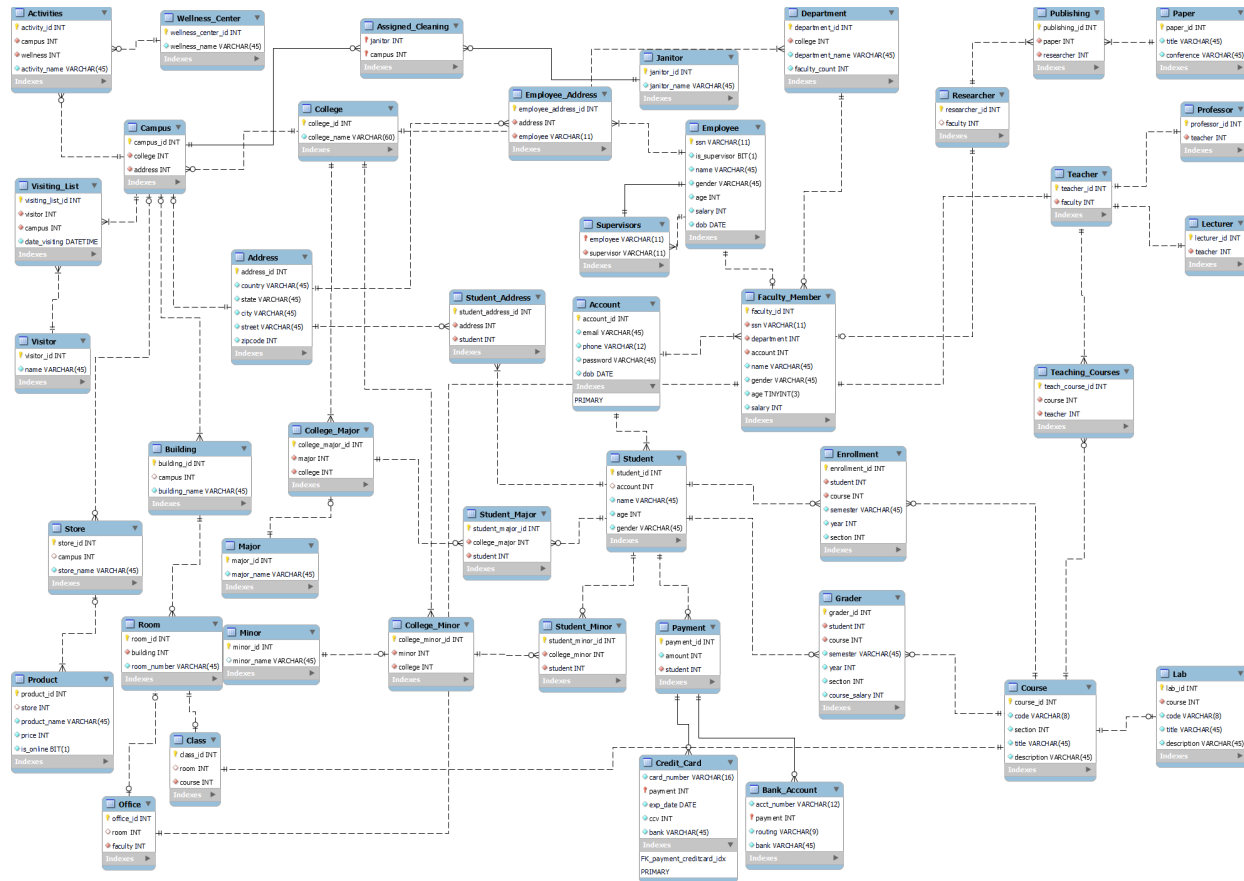 Activities
activity_id INT
campus INT
wellness INT
activity_name VARCHAR(45)
Indexes
Wellness_Center
wellness_center_id INT
wellness_name VARCHAR(45)
Indexes
Assigned_Cleaning
janitor INT
campus INT
Indexes
Janitor
janitor_id INT
janitor_name VARCHAR(45)
Indexes
Department
department_id INT
college INT
department_name VARCHAR(45)
faculty_count INT
Indexes
Publishing
publishing_id INT
paper INT
researcher INT
Indexes
Paper
paper_id INT
title VARCHAR(45)
conference VARCHAR(45)
Indexes
Campus
campus_id INT
college INT
address INT
Indexes
College
college_id INT
college_name VARCHAR(60)
Indexes
Employee_Address
employee_address_id INT
address INT
employee VARCHAR(11)
Indexes
Employee
ssn VARCHAR(11)
is_supervisor BIT(1)
name VARCHAR(45)
gender VARCHAR(45)
age INT
salary INT
dob DATE
Indexes
Researcher
researcher_id INT
faculty INT
Indexes
Professor
professor_id INT
teacher INT
Indexes
Teacher
teacher_id INT
faculty INT
Indexes
Lecturer
lecturer_id INT
teacher INT
Indexes
Visiting_List
visiting_list_id INT
visitor INT
campus INT
date_visiting DATETIME
Indexes
Supervisors
employee VARCHAR(11)
supervisor VARCHAR(11)
Indexes
Address
address_id INT
country VARCHAR(45)
state VARCHAR(45)
city VARCHAR(45)
street VARCHAR(45)
zipcode INT
Indexes
Student_Address
student_address_id INT
address INT
student INT
Indexes
Account
account_id INT
email VARCHAR(45)
phone VARCHAR(12)
password VARCHAR(45)
dob DATE
Indexes
PRIMARY
Faculty_Member
faculty_id INT
ssn VARCHAR(11)
department INT
account INT
name VARCHAR(45)
gender VARCHAR(45)
age TINYINT(3)
salary INT
Indexes
Visitor
visitor_id INT
name VARCHAR(45)
Indexes
Teaching_Courses
teach_course_id INT
course INT
teacher INT
Indexes
Building
building_id INT
campus INT
building_name VARCHAR(45)
Indexes
College_Major
college_major_id INT
major INT
college INT
Indexes
Student
student_id INT
account INT
name VARCHAR(45)
age INT
gender VARCHAR(45)
Indexes
Enrollment
enrollment_id INT
student INT
course INT
semester VARCHAR(45)
year INT
section INT
Indexes
Store
store_id INT
campus INT
store_name VARCHAR(45)
Indexes
Major
major_id INT
major_name VARCHAR(45)
Indexes
Student_Major
student_major_id INT
college_major INT
student INT
Indexes
Grader
grader_id INT
student INT
course INT
semester VARCHAR(45)
year INT
section INT
course_salary INT
Indexes
Room
room_id INT
building INT
room_number VARCHAR(45)
Indexes
Minor
minor_id INT
minor_name VARCHAR(45)
Indexes
College_Minor
college_minor_id INT
minor INT
college INT
Indexes
Student_Minor
student_minor_id INT
college_minor INT
student INT
Indexes
Payment
payment_id INT
amount INT
student INT
Indexes
Product
product_id INT
store INT
product_name VARCHAR(45)
price INT
is_online BIT(1)
Indexes
Course
course_id INT
code VARCHAR(8)
section INT
title VARCHAR(45)
description VARCHAR(45)
Indexes
Lab
lab_id INT
course INT
code VARCHAR(8)
title VARCHAR(45)
description VARCHAR(45)
Indexes
Class
class_id INT
room INT
course INT
Indexes
Office
office_id INT
room INT
faculty INT
Indexes
Credit_Card
card_number VARCHAR(16)
payment INT
exp_date DATE
ccv INT
bank VARCHAR(45)
Indexes
FK_payment_creditcard_idx
PRIMARY
Bank_Account
acct_number VARCHAR(12)
payment INT
routing VARCHAR(9)
bank VARCHAR(45)
Indexes